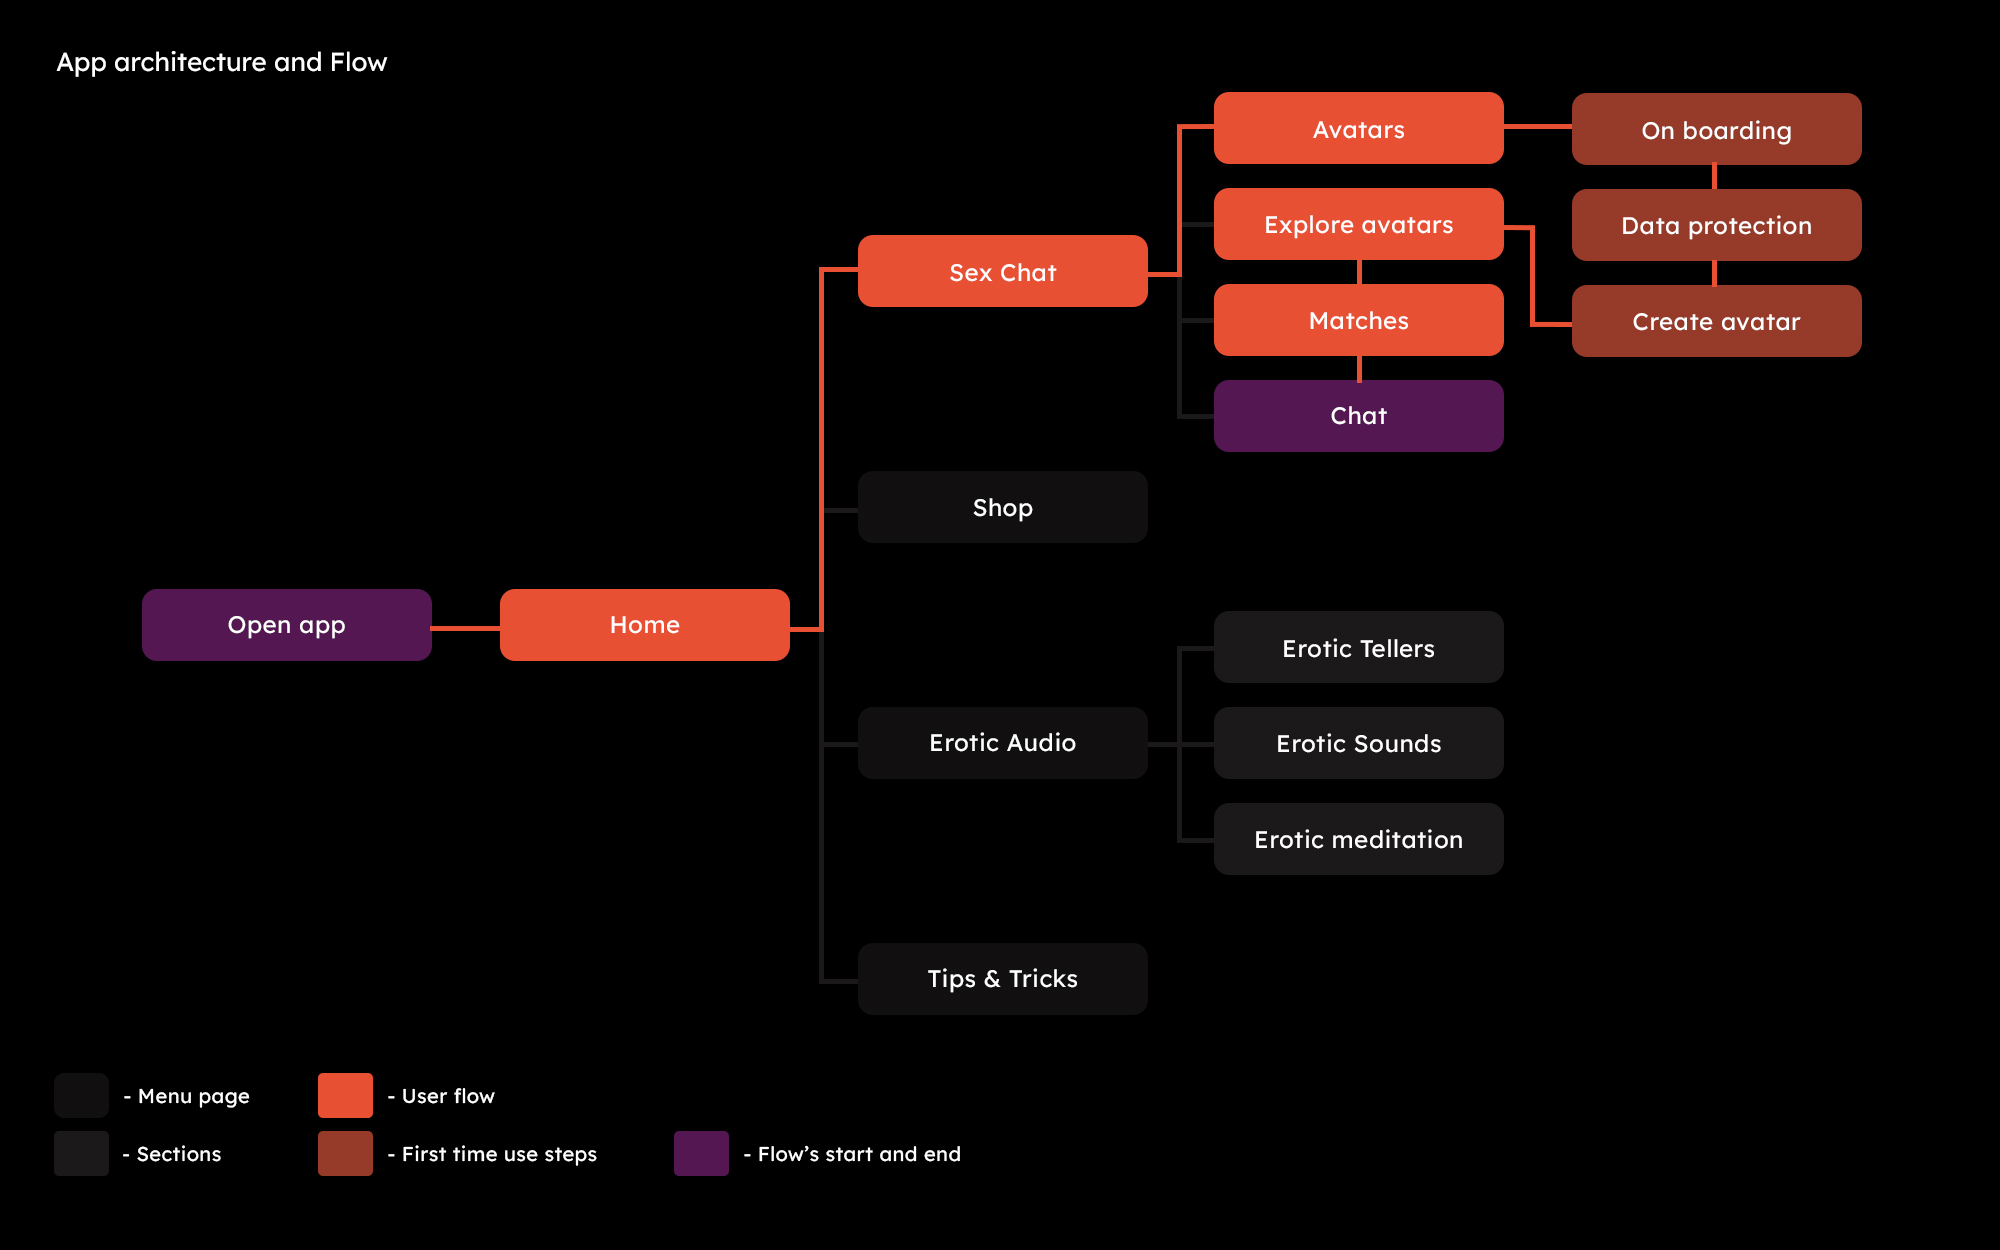 App architecture and Flow
Avatars
On boarding
Explore avatars
Data protection
Sex Chat
Matches
Create avatar
Chat
Shop
Open app
Home
Erotic Tellers
Erotic Audio
Erotic Sounds
Erotic meditation
Tips & Tricks
- Menu page
- User flow
- Sections
- First time use steps
- Flow’s start and end